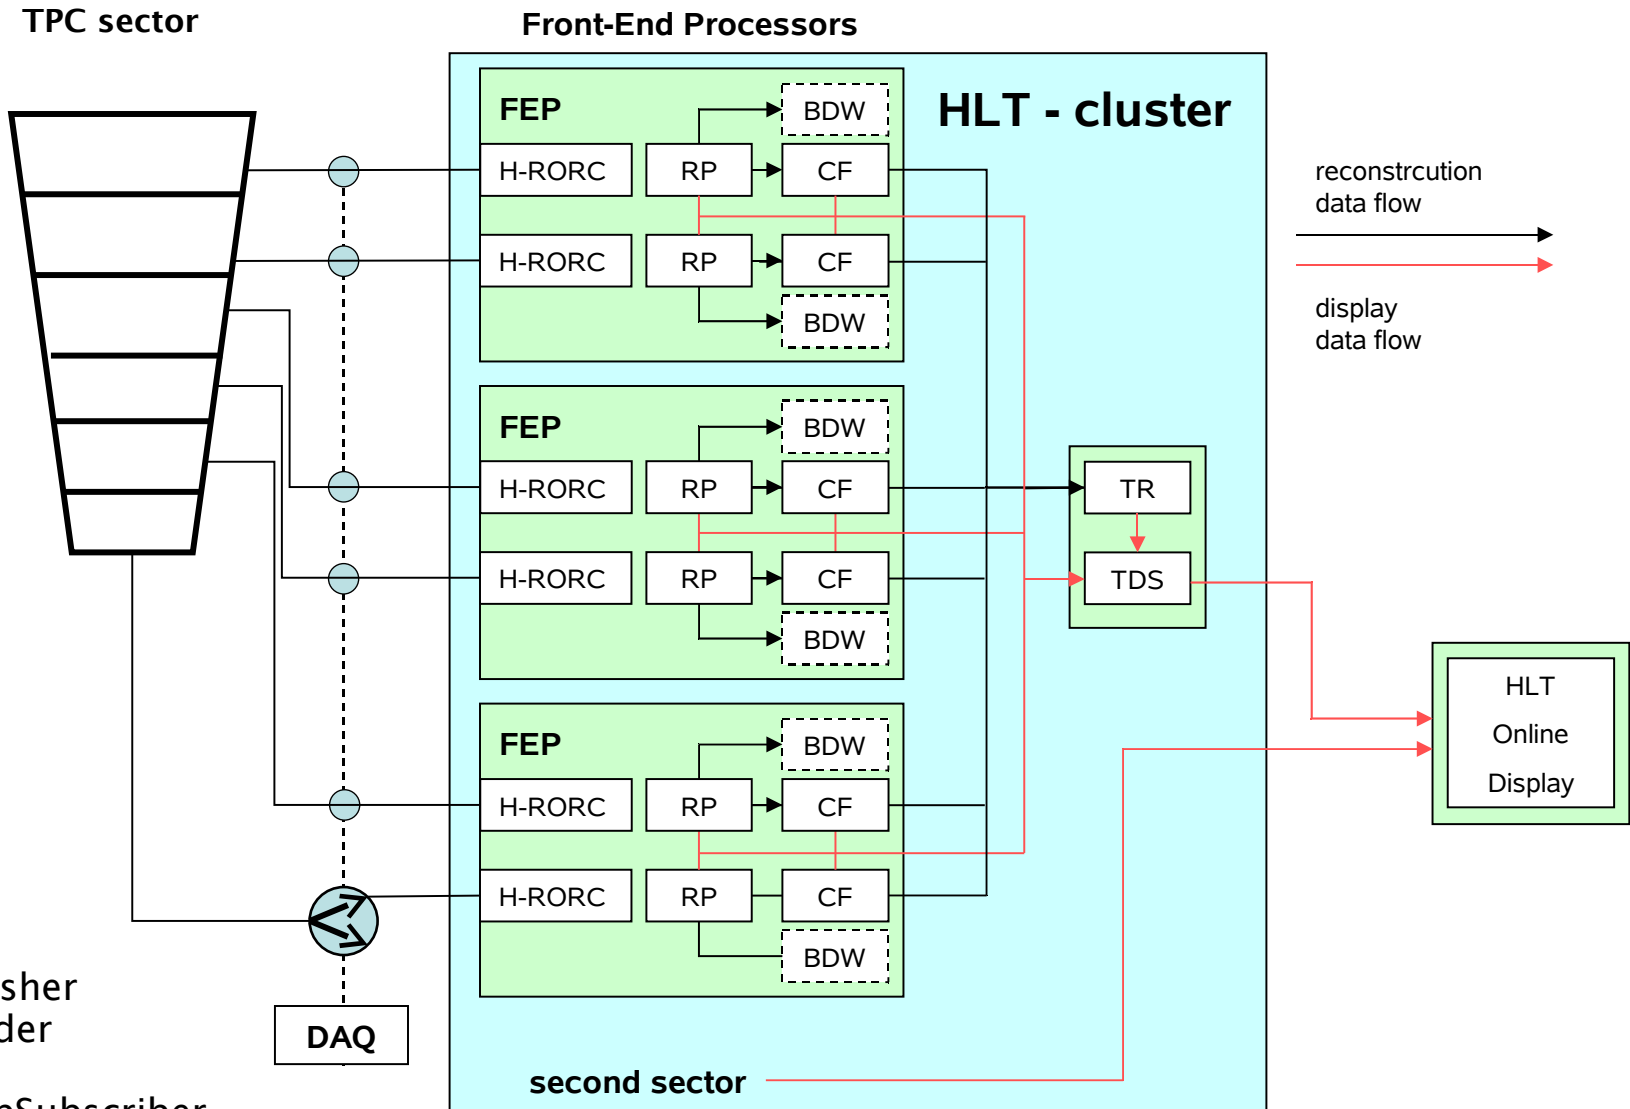 TPC sector
Front-End Processors
HLT - cluster
FEP
BDW
H-RORC
RP
CF
H-RORC
RP
CF
BDW
reconstrcution
data flow
display
data flow
FEP
BDW
H-RORC
RP
CF
H-RORC
RP
CF
BDW
TR
TDS
HLT
Online
Display
FEP
BDW
H-RORC
RP
CF
H-RORC
RP
CF
BDW
sher
der
DAQ
second sector